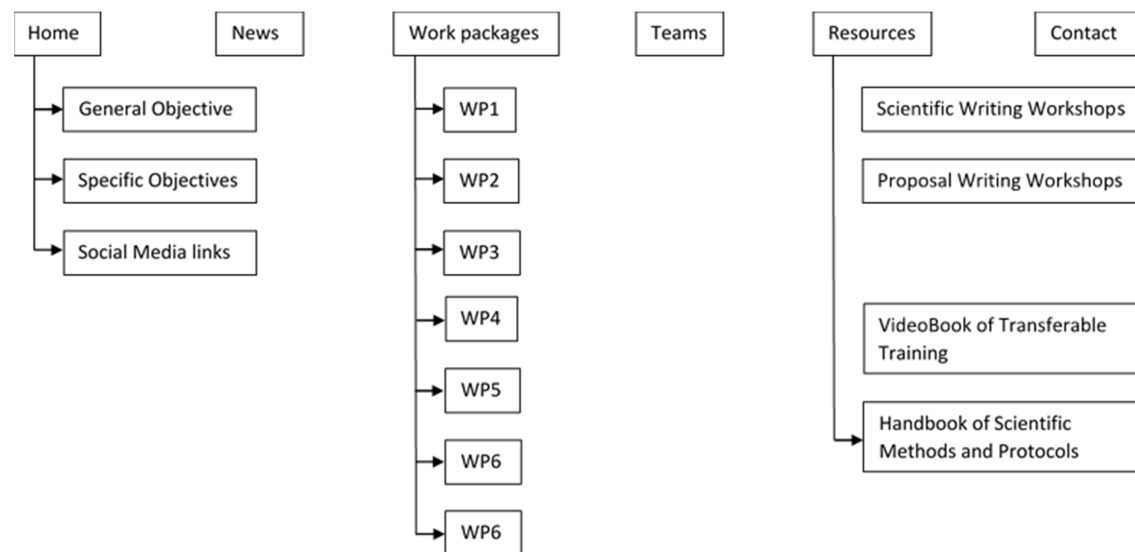 Home
News
Work packages
Teams
Resources
Contact
General Objective
Specific Objectives
Social Media links
WP1
WP2
WP3
WP4
WP5
WP6
WP6
Scientific Writing Workshops
Proposal Writing Workshops
VideoBook of Transferable
Training
Handbook of Scientific
Methods and Protocols